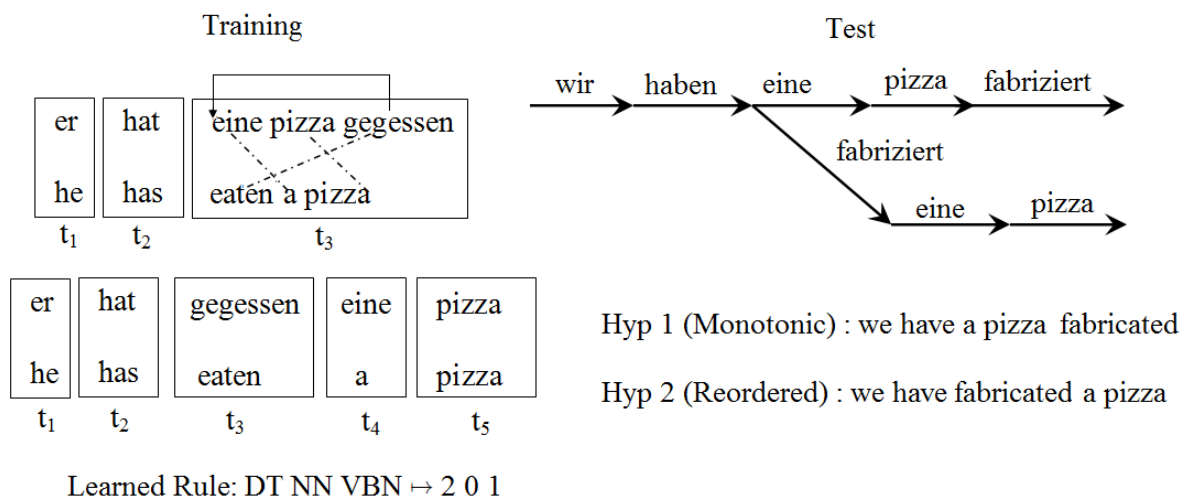 Training
er hat eine pizza gegessen
he has eaten a pizza
t1 t2 t3
er hat gegessen eine pizza
he has eaten a pizza
t1 t2 t3 t4 t5
Learned Rule: DT NN VBN ↦ 2 0 1
Test
wir haben eine pizza fabriziert
fabriziert
eine pizza
Hyp 1 (Monotonic) : we have a pizza fabricated
Hyp 2 (Reordered) : we have fabricated a pizza